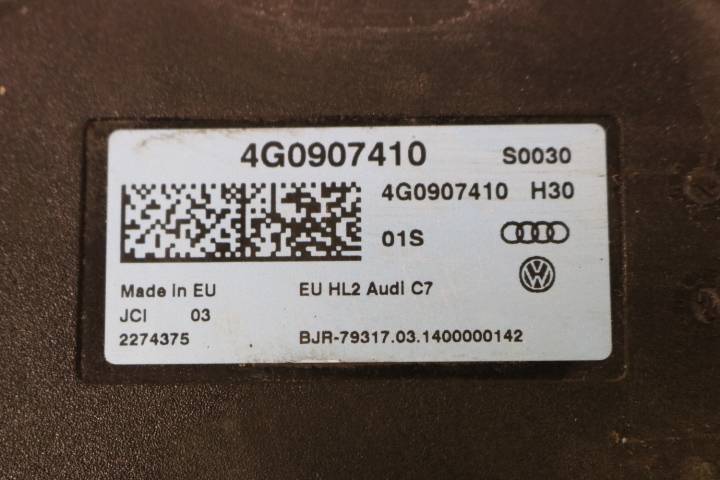 4G0907410 S0030
4G0907410 H30
01S
Made in EU EU HL2 Audi C7
JCI 03
2274375 BJR-79317.03.1400000142